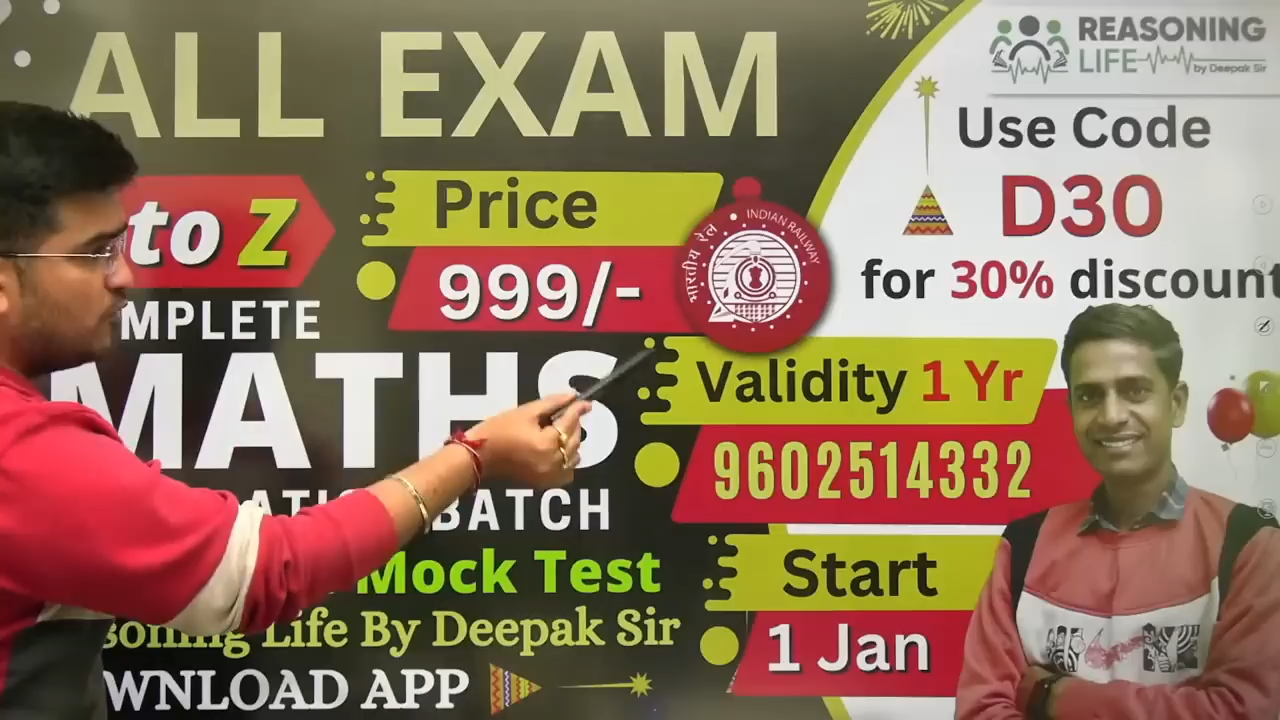 ALL EXAM
to Z
MPLETE
MATHS
BATCH
Mock Test
Life By Deepak Sir
WNLOAD APP
Price
999/-
भारतीय रेल
INDIAN RAILWAY
REASONING
LIFE
by Deepak Sir
Use Code
D30
for 30% discount
Validity 1 Yr
9602514332
Start
1 Jan